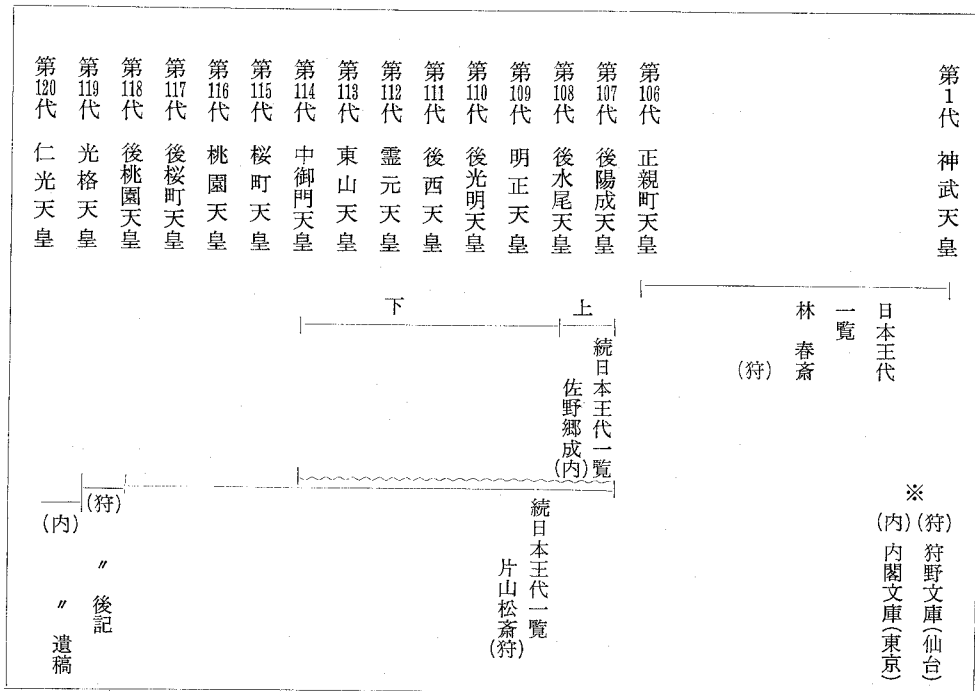 第1代 神武天皇
第106代 正親町天皇
第107代 後陽成天皇
第108代 後水尾天皇
第109代 明正天皇
第110代 後光明天皇
第111代 後西天皇
第112代 霊元天皇
第113代 東山天皇
第114代 中御門天皇
第115代 桜町天皇
第116代 桃園天皇
第117代 後桜町天皇
第118代 後桃園天皇
第119代 光格天皇
第120代 仁光天皇
日本王代
一覧
林 春斎
(狩)
上
下
続日本王代一覧
佐野郷成(内)
※
(狩) 狩野文庫(仙台)
(内) 内閣文庫(東京)
続日本王代一覧
片山松斎(狩)
(狩)
〃 後記
(内)
〃 遺稿